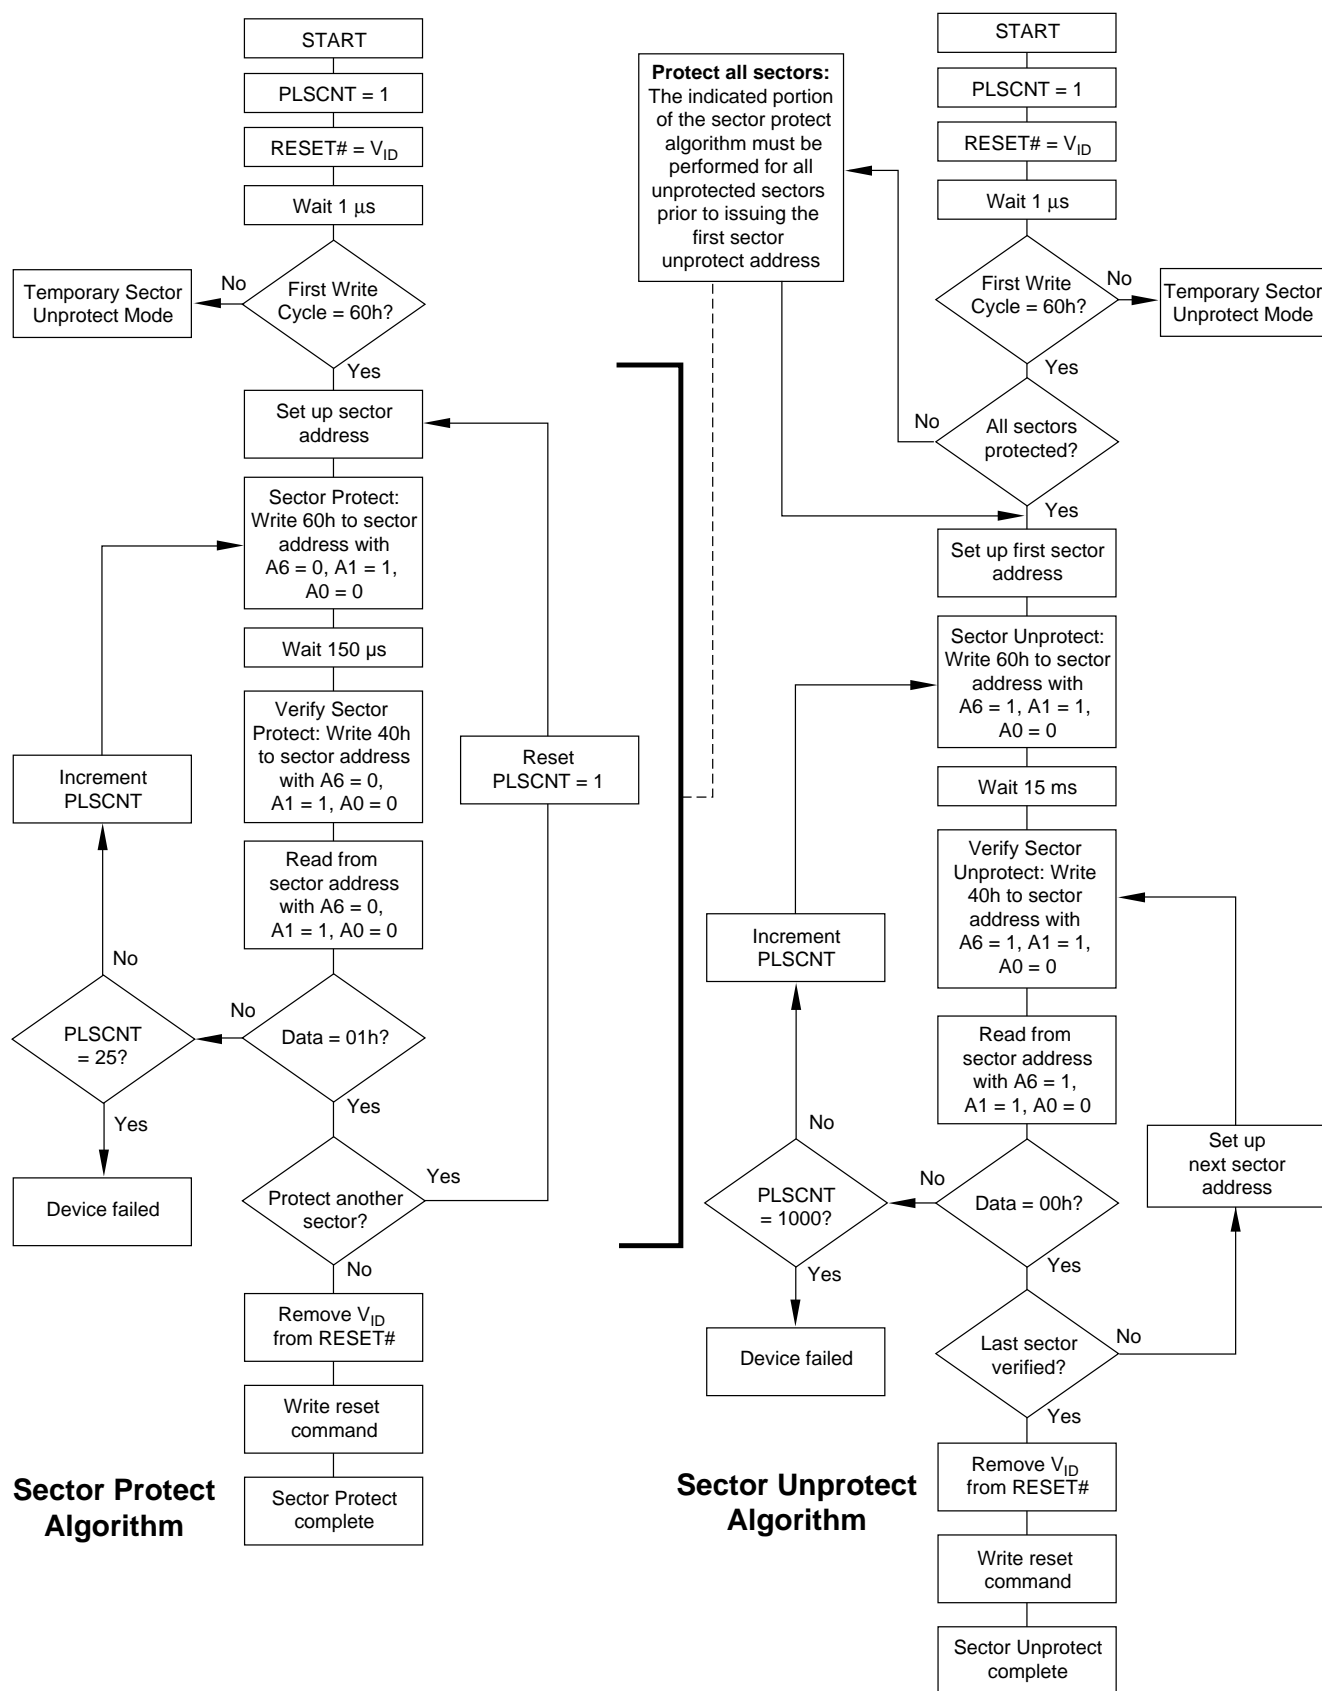 START
PLSCNT = 1
RESET# = VID
Wait 1 μs
First Write
Cycle = 60h?
No
Temporary Sector
Unprotect Mode
Yes
Set up sector
address
Sector Protect:
Write 60h to sector
address with
A6 = 0, A1 = 1,
A0 = 0
Wait 150 µs
Verify Sector
Protect: Write 40h
to sector address
with A6 = 0,
A1 = 1, A0 = 0
Reset
PLSCNT = 1
Increment
PLSCNT
Read from
sector address
with A6 = 0,
A1 = 1, A0 = 0
No
No
PLSCNT
= 25?
Data = 01h?
Yes
Yes
Device failed
Protect another
sector?
Yes
No
Remove VID
from RESET#
Write reset
command
Sector Protect
complete
Sector Protect
Algorithm
Protect all sectors:
The indicated portion
of the sector protect
algorithm must be
performed for all
unprotected sectors
prior to issuing the
first sector
unprotect address
START
PLSCNT = 1
RESET# = VID
Wait 1 μs
First Write
Cycle = 60h?
No
Temporary Sector
Unprotect Mode
Yes
No
All sectors
protected?
Yes
Set up first sector
address
Sector Unprotect:
Write 60h to sector
address with
A6 = 1, A1 = 1,
A0 = 0
Wait 15 ms
Verify Sector
Unprotect: Write
40h to sector
address with
A6 = 1, A1 = 1,
A0 = 0
Increment
PLSCNT
Read from
sector address
with A6 = 1,
A1 = 1, A0 = 0
No
No
PLSCNT
= 1000?
Data = 00h?
Set up
next sector
address
Yes
Yes
Device failed
Last sector
verified?
No
Yes
Remove VID
from RESET#
Write reset
command
Sector Unprotect
complete
Sector Unprotect
Algorithm